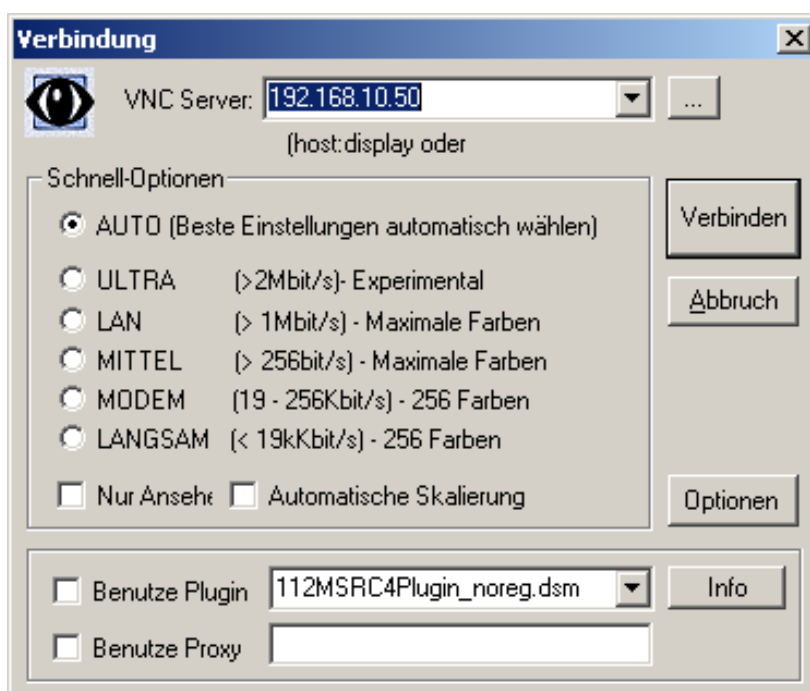 Verbindung
VNC Server: 192.168.10.50 ...
(host:display oder
Schnell-Optionen
AUTO (Beste Einstellungen automatisch wählen)
Verbinden
ULTRA (>2Mbit/s)- Experimental
Abbruch
LAN (> 1Mbit/s) - Maximale Farben
MITTEL (> 256bit/s) - Maximale Farben
MODEM (19 - 256Kbit/s) - 256 Farben
LANGSAM (< 19kKbit/s) - 256 Farben
Nur Ansehe Automatische Skalierung
Optionen
Benutze Plugin 112MSRC4Plugin_noreg.dsm Info
Benutze Proxy